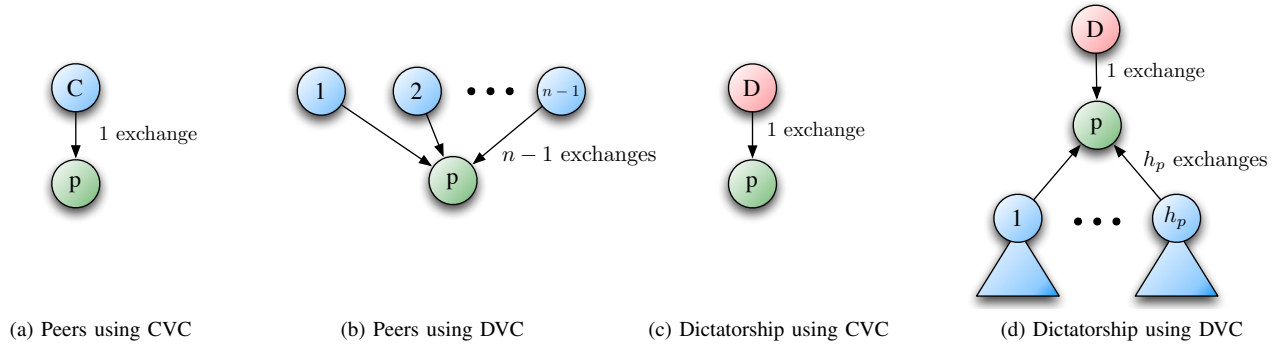 C
1 exchange
p
(a) Peers using CVC
1
2
n − 1
n − 1 exchanges
p
(b) Peers using DVC
D
1 exchange
p
(c) Dictatorship using CVC
D
1 exchange
p
h_p exchanges
1
h_p
(d) Dictatorship using DVC